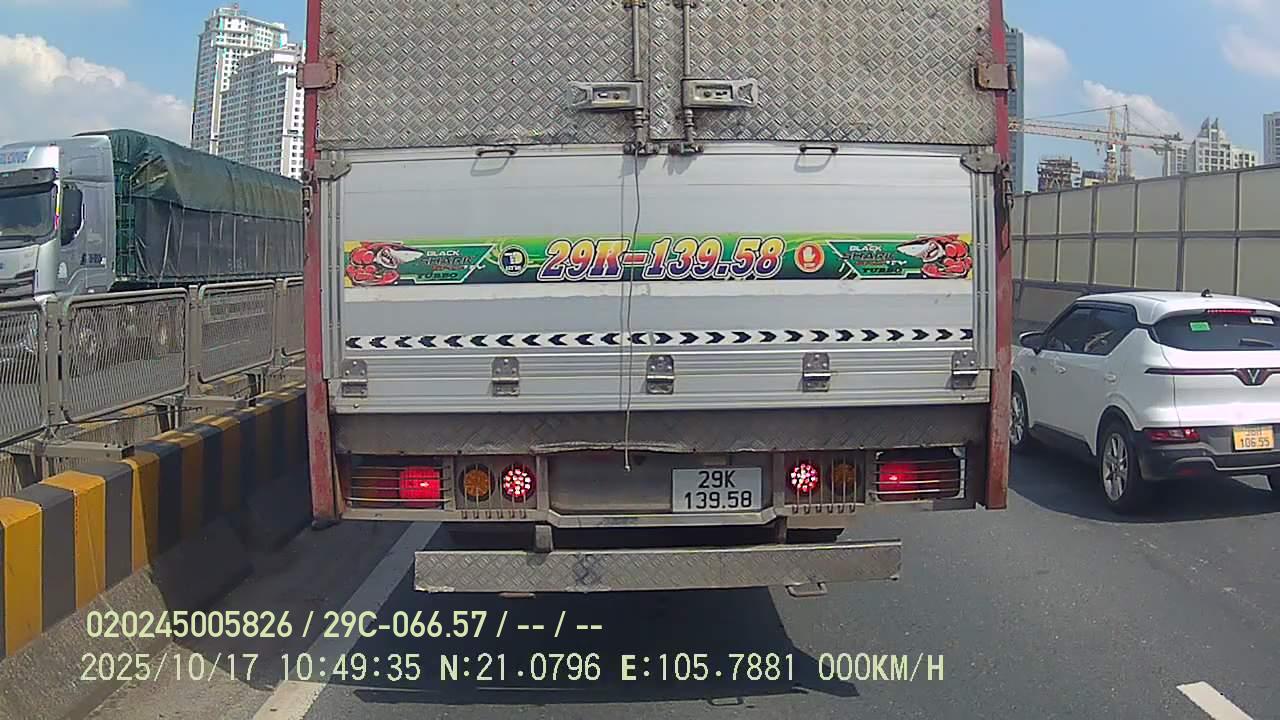 29K-139.58
BLACK
TURBO
BLACK
TURBO
29K
139.58
106.55
020245005826 / 29C-066.57 / -- / --
2025/10/17 10:49:35 N:21.0796 E:105.7881 000KM/H